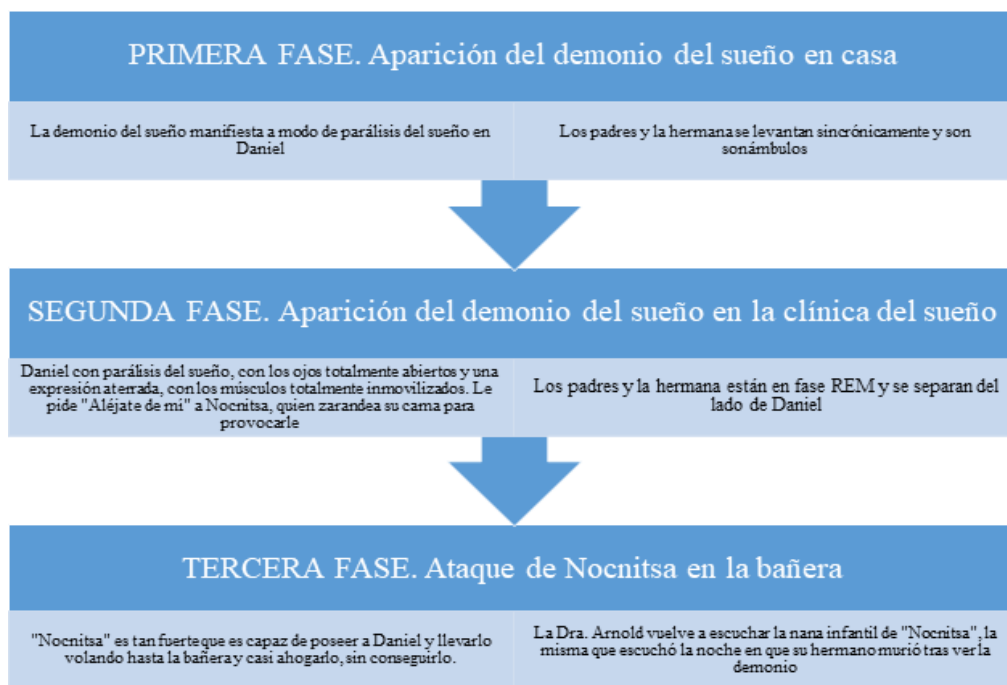 PRIMERA FASE. Aparición del demonio del sueño en casa
La demonio del sueño manifiesta a modo de parálisis del sueño en
Daniel
Los padres y la hermana se levantan sincrónicamente y son
sonámbulos
SEGUNDA FASE. Aparición del demonio del sueño en la clínica del sueño
Daniel con parálisis del sueño, con los ojos totalmente abiertos y una
expresión aterrada, con los músculos totalmente inmovilizados. Le
pide "Aléjate de mí" a Nocnitsa, quien zarandea su cama para
provocarle
Los padres y la hermana están en fase REM y se separan del
lado de Daniel
TERCERA FASE. Ataque de Nocnitsa en la bañera
"Nocnitsa" es tan fuerte que es capaz de poseer a Daniel y llevarlo
volando hasta la bañera y casi ahogarlo, sin conseguirlo.
La Dra. Arnold vuelve a escuchar la nana infantil de "Nocnitsa", la
misma que escuchó la noche en que su hermano murió tras ver la
demonio